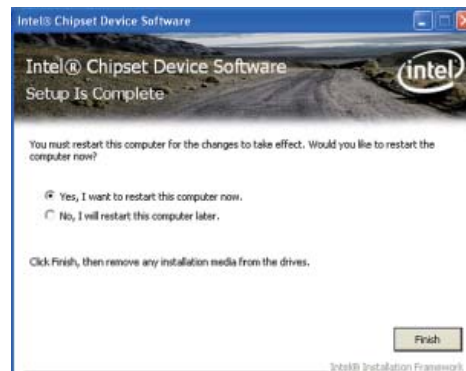 Intel® Chipset Device Software
Intel® Chipset Device Software
Setup Is Complete
intel
You must restart this computer for the changes to take effect. Would you like to restart the
computer now?
Yes, I want to restart this computer now.
No, I will restart this computer later.
Click Finish, then remove any installation media from the drives.
Finish
Intel® Installation Framework